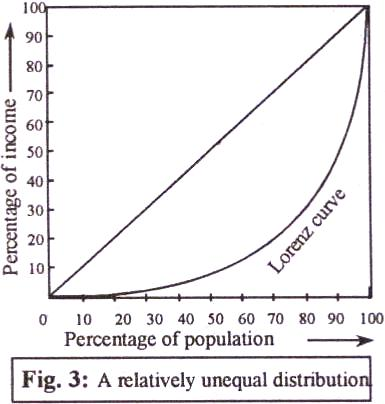 100
90
80
70
60
50
40
30
20
10
Percentage of income
Lorenz curve
0 10 20 30 40 50 60 70 80 90 100
Percentage of population
Fig. 3: A relatively unequal distribution